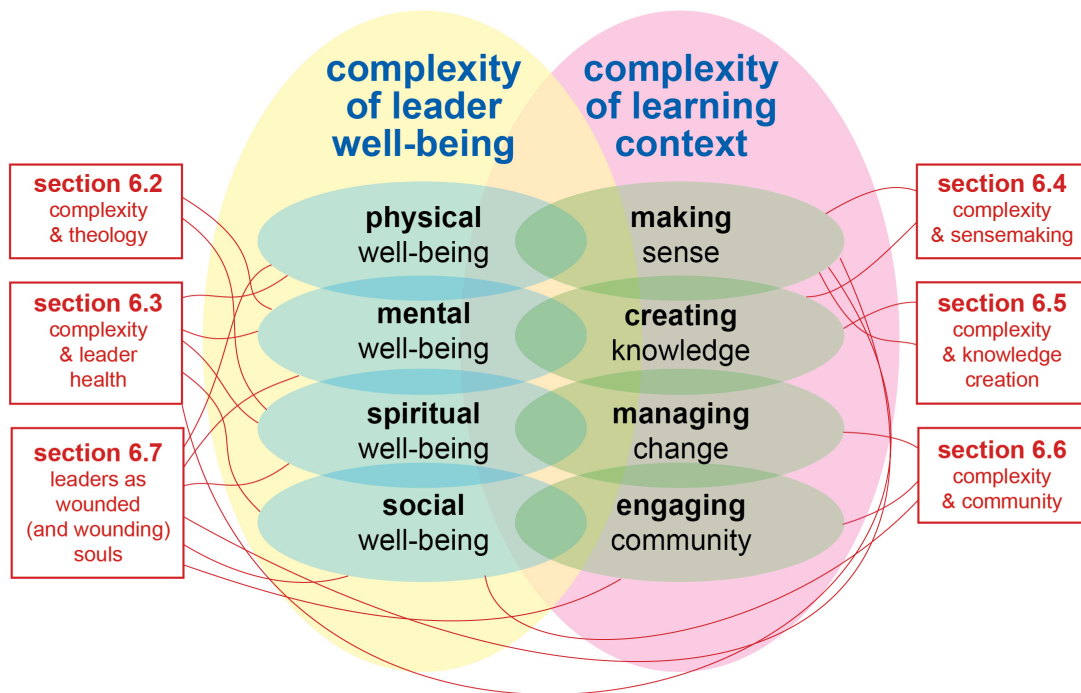 complexity
of leader
well-being
complexity
of learning
context
section 6.2
complexity
& theology
section 6.3
complexity
& leader
health
section 6.7
leaders as
wounded
(and wounding)
souls
physical
well-being
mental
well-being
spiritual
well-being
social
well-being
making
sense
creating
knowledge
managing
change
engaging
community
section 6.4
complexity
& sensemaking
section 6.5
complexity
& knowledge
creation
section 6.6
complexity
& community